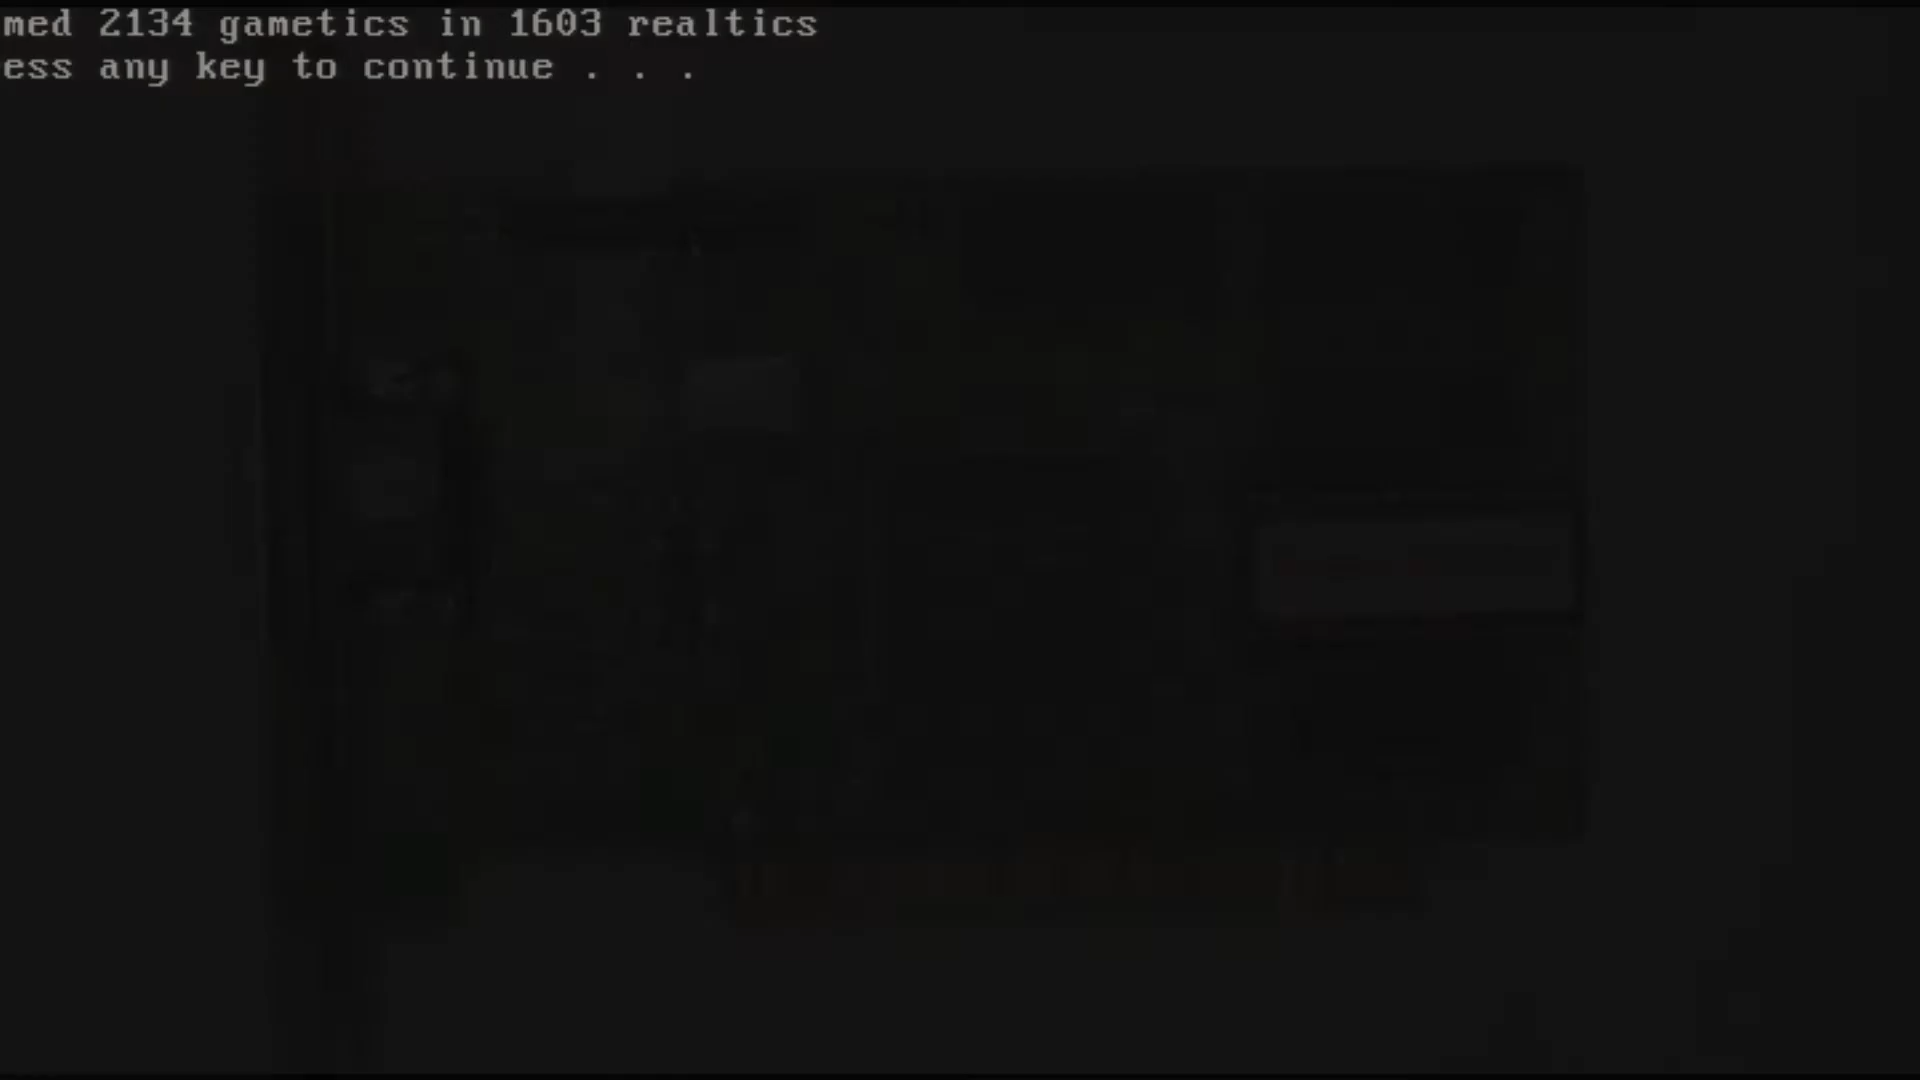 med 2134 gametics in 1603 realtics
ess any key to continue . . .